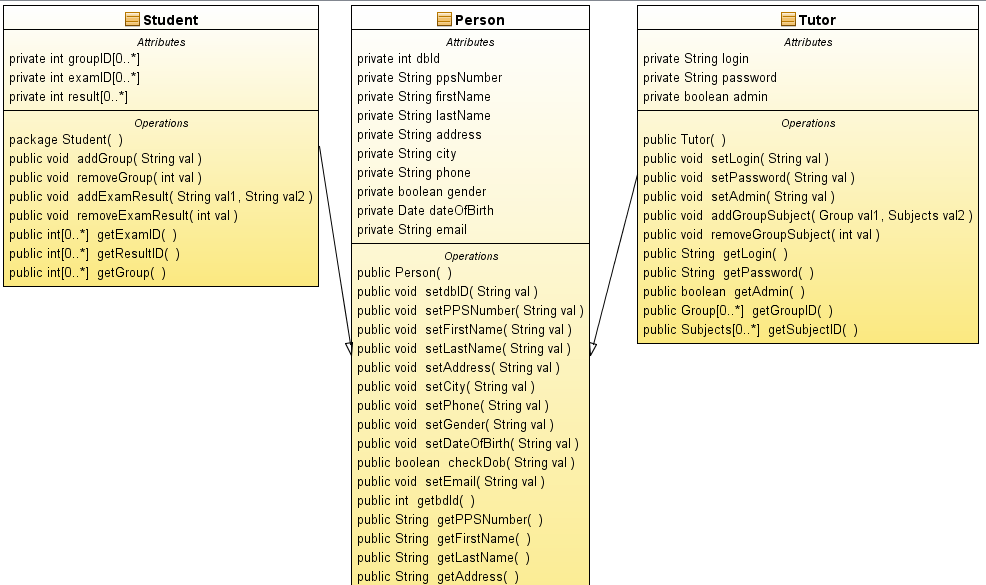 Student
Attributes
private int groupID[0..*]
private int examID[0..*]
private int result[0..*]
Operations
package Student( )
public void addGroup( String val )
public void removeGroup( int val )
public void addExamResult( String val1, String val2 )
public void removeExamResult( int val )
public int[0..*] getExamID( )
public int[0..*] getResultID( )
public int[0..*] getGroup( )
Person
Attributes
private int dbId
private String ppsNumber
private String firstName
private String lastName
private String address
private String city
private String phone
private boolean gender
private Date dateOfBirth
private String email
Operations
public Person( )
public void setdbID( String val )
public void setPPSNumber( String val )
public void setFirstName( String val )
public void setLastName( String val )
public void setAddress( String val )
public void setCity( String val )
public void setPhone( String val )
public void setGender( String val )
public void setDateOfBirth( String val )
public boolean checkDob( String val )
public void setEmail( String val )
public int getbdId( )
public String getPPSNumber( )
public String getFirstName( )
public String getLastName( )
public String getAddress( )
Tutor
Attributes
private String login
private String password
private boolean admin
Operations
public Tutor( )
public void setLogin( String val )
public void setPassword( String val )
public void setAdmin( String val )
public void addGroupSubject( Group val1, Subjects val2 )
public void removeGroupSubject( int val )
public String getLogin( )
public String getPassword( )
public boolean getAdmin( )
public Group[0..*] getGroupID( )
public Subjects[0..*] getSubjectID( )